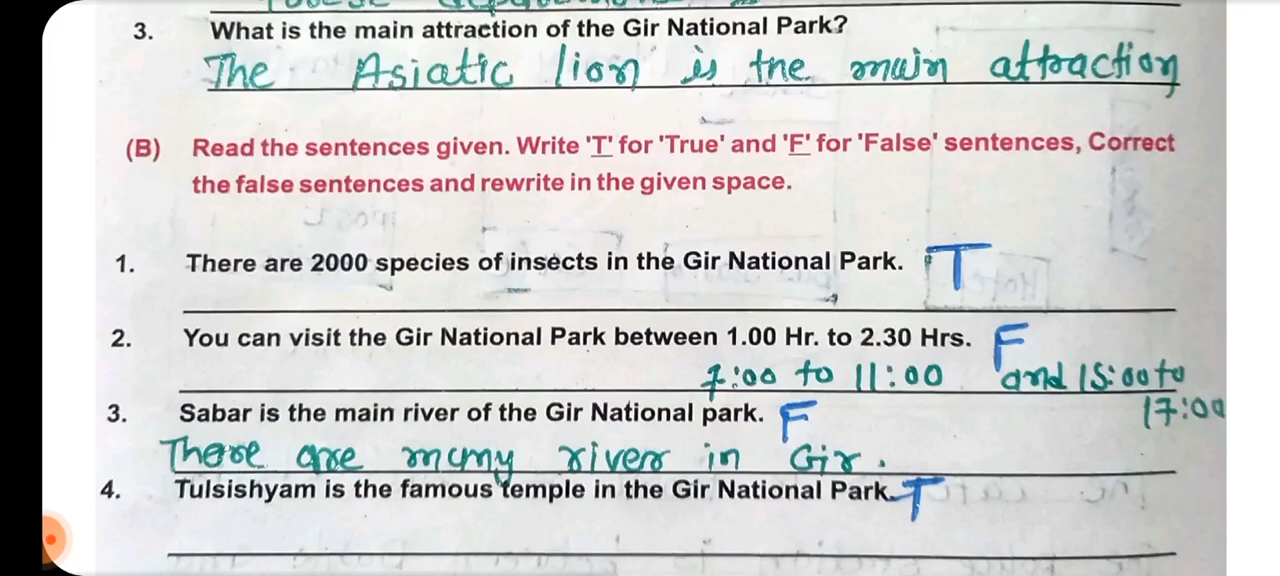 3. What is the main attraction of the Gir National Park?
The Asiatic lion is the main attraction
(B) Read the sentences given. Write 'T' for 'True' and 'F' for 'False' sentences, Correct
the false sentences and rewrite in the given space.
1. There are 2000 species of insects in the Gir National Park. T
2. You can visit the Gir National Park between 1.00 Hr. to 2.30 Hrs. F
7:00 to 11:00 and 15:00 to
17:00
3. Sabar is the main river of the Gir National park. F
There are many river in Gir.
4. Tulsishyam is the famous temple in the Gir National Park. T